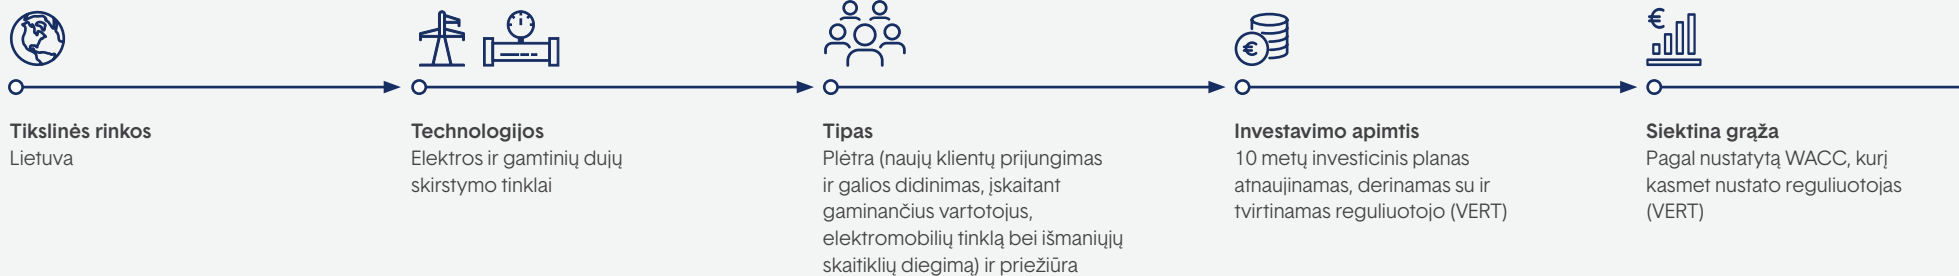 Tikslinės rinkos
Lietuva
Technologijos
Elektros ir gamtinių dujų
skirstymo tinklai
Tipas
Plėtra (naujų klientų prijungimas
ir galios didinimas, įskaitant
gaminančius vartotojus,
elektromobilių tinklą bei išmaniųjų
skaitiklių diegimą) ir priežiūra
Investavimo apimtis
10 metų investicinis planas
atnaujinamas, derinamas su ir
tvirtinamas reguliuotojo (VERT)
Siektina grąža
Pagal nustatytą WACC, kurį
kasmet nustato reguliuotojas
(VERT)